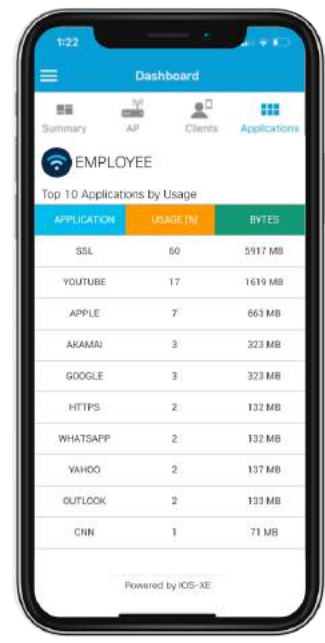 1:22
Dashboard
Summary AP Clients Applications
EMPLOYEE
Top 10 Applications by Usage
APPLICATION USAGE [%] BYTES
SSL 60 5917 MB
YOUTUBE 17 1619 MB
APPLE 7 663 MB
AKAMAI 3 323 MB
GOOGLE 3 323 MB
HTTPS 2 132 MB
WHATSAPP 2 132 MB
YAHOO 2 137 MB
OUTLOOK 2 133 MB
CNN 1 71 MB
Powered by IOS-XE